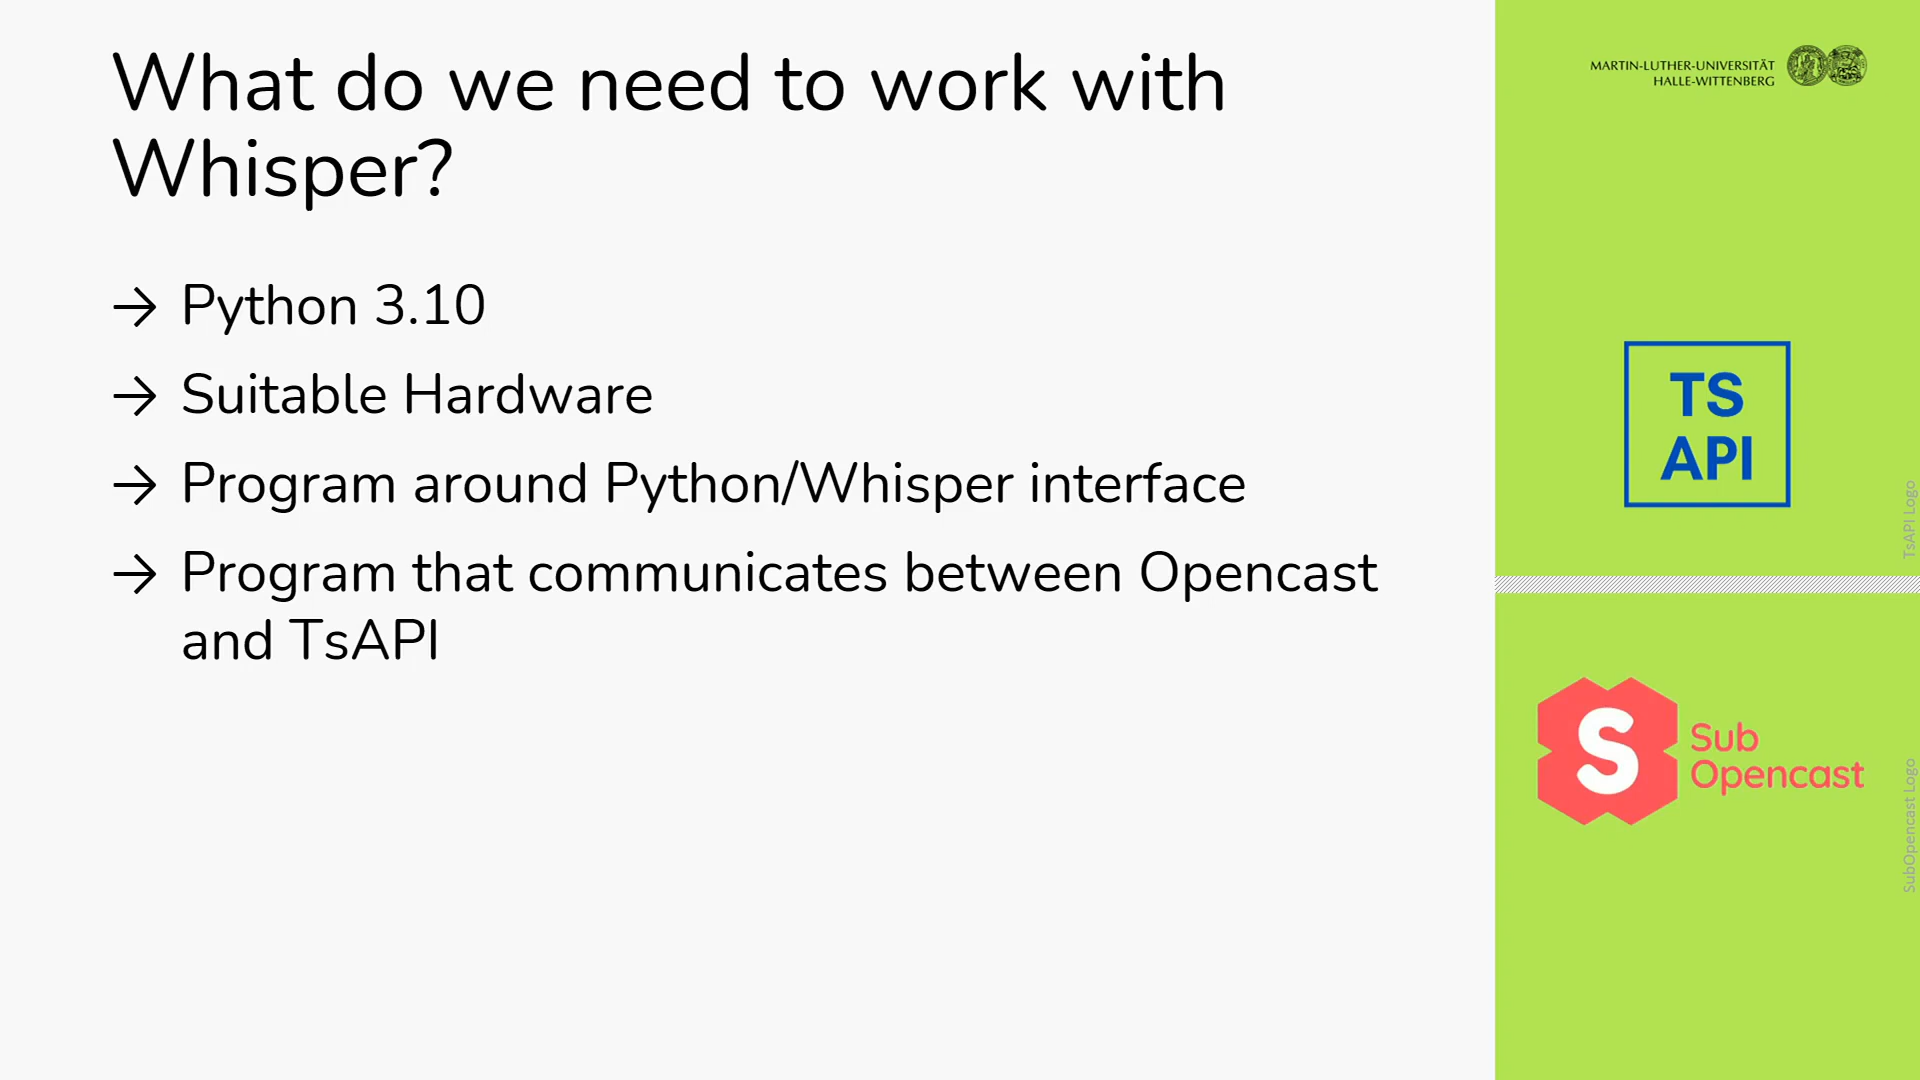 What do we need to work with
Whisper?
→ Python 3.10
→ Suitable Hardware
→ Program around Python/Whisper interface
→ Program that communicates between Opencast
and TsAPI
MARTIN-LUTHER-UNIVERSITÄT
HALLE-WITTENBERG
TS
API
TsAPI Logo
S
Sub
Opencast
SubOpencast Logo